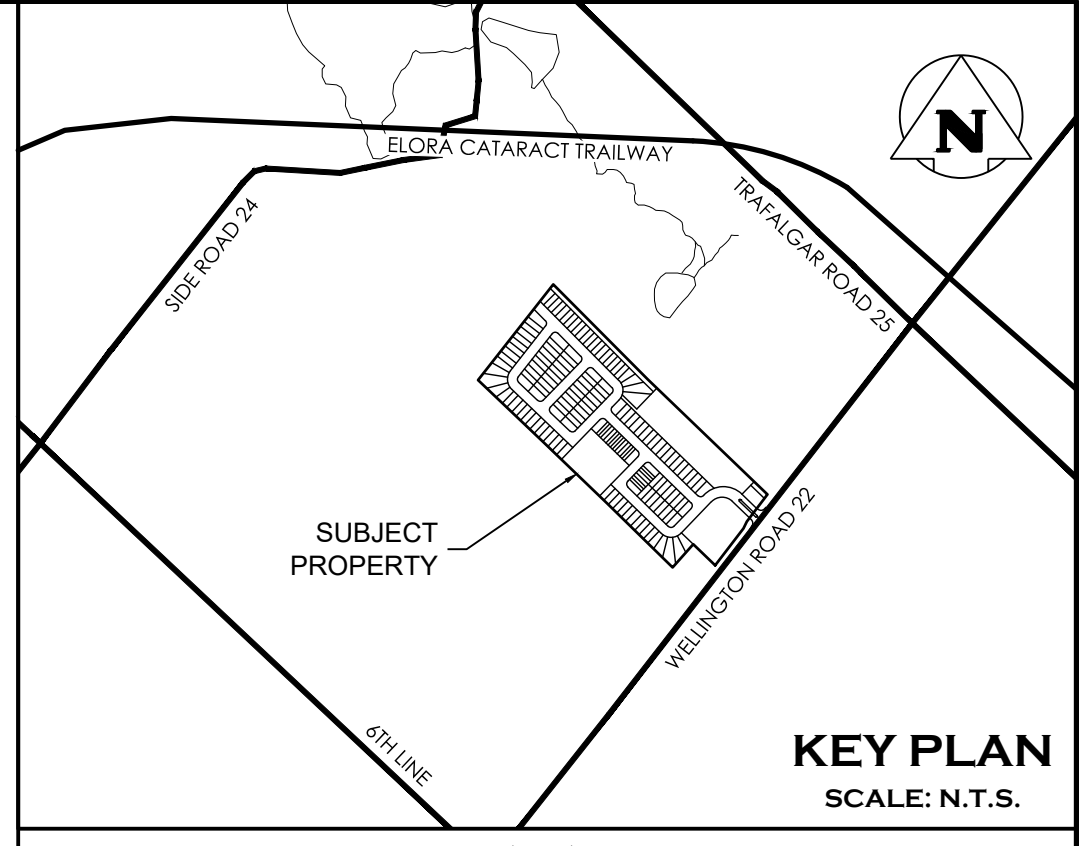 N
ELORA CATARACT TRAILWAY
TRAFALGAR ROAD 25
SIDE ROAD 24
SUBJECT
PROPERTY
WELLINGTON ROAD 22
6TH LINE
KEY PLAN
SCALE: N.T.S.